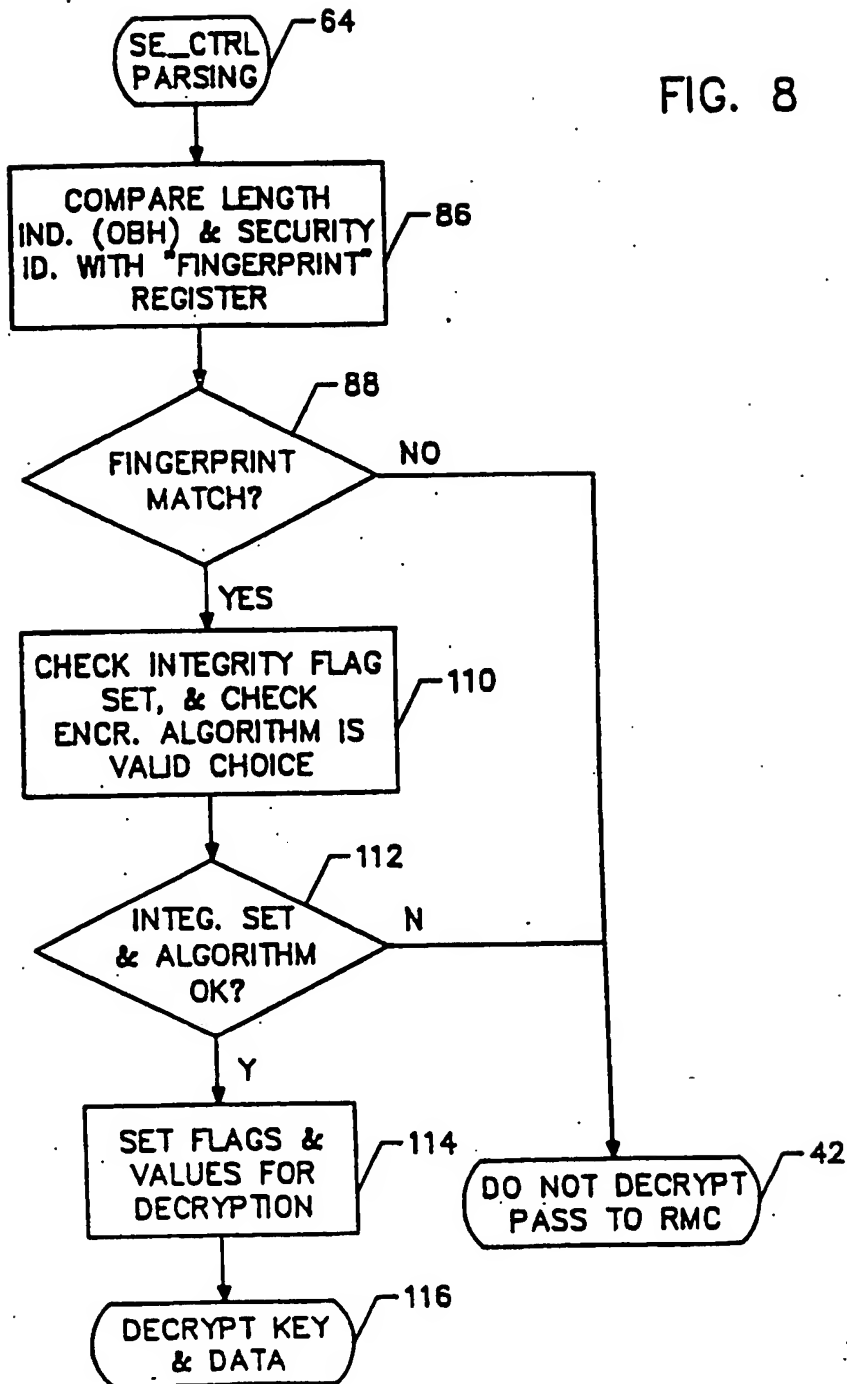 SE_CTRL
PARSING
64
FIG. 8
COMPARE LENGTH
IND. (OBH) & SECURITY
ID. WITH "FINGERPRINT"
REGISTER
86
88
FINGERPRINT
MATCH?
NO
YES
CHECK INTEGRITY FLAG
SET, & CHECK
ENCR. ALGORITHM IS
VALID CHOICE
110
112
INTEG. SET
& ALGORITHM
OK?
N
Y
SET FLAGS &
VALUES FOR
DECRYPTION
114
DO NOT DECRYPT
PASS TO RMC
42
DECRYPT KEY
& DATA
116